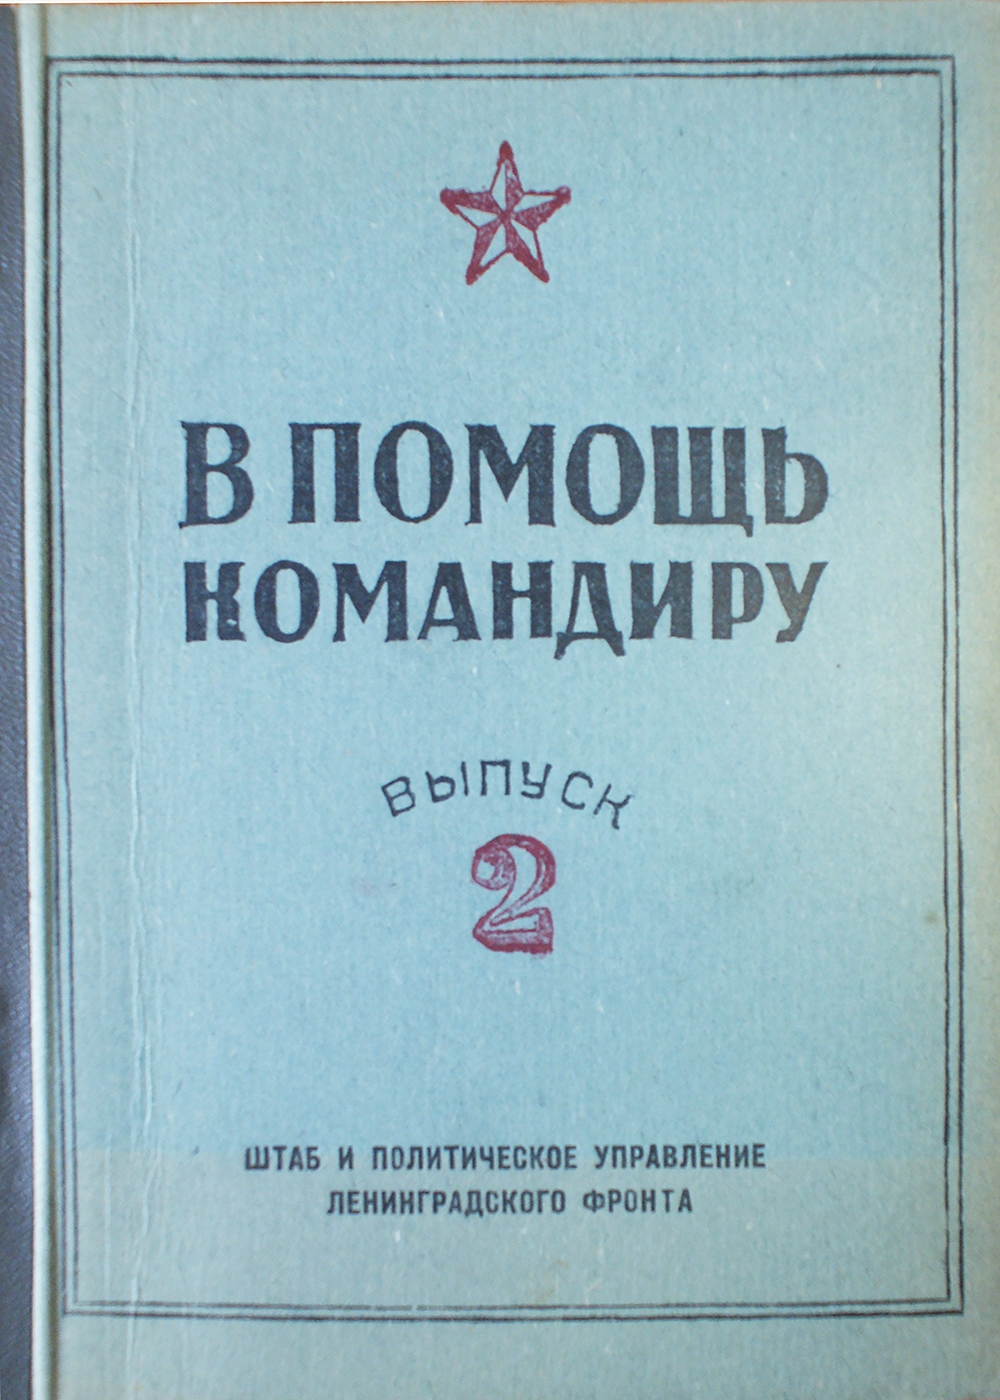 В ПОМОЩЬ
КОМАНДИРУ
ВЫПУСК
2
ШТАБ И ПОЛИТИЧЕСКОЕ УПРАВЛЕНИЕ
ЛЕНИНГРАДСКОГО ФРОНТА